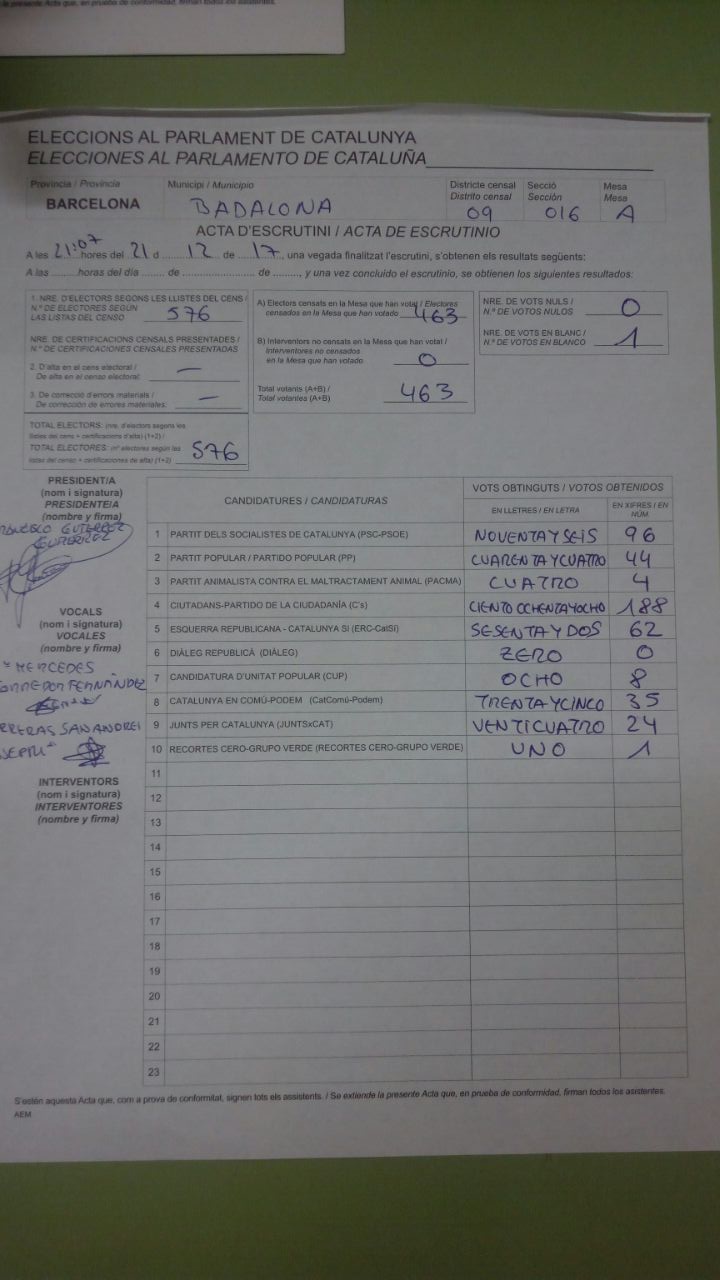 la presente Acta que, en prueba de conformidad, firman todos los asistentes.
ELECCIONS AL PARLAMENT DE CATALUNYA
ELECCIONES AL PARLAMENTO DE CATALUÑA
Provincia / Provincia
BARCELONA
Municipi / Municipio
BADALONA
Districte censal
Distrito censal
09
Secció
Sección
016
Mesa
Mesa
A
ACTA D'ESCRUTINI / ACTA DE ESCRUTINIO
A les 21:07 hores del 21 d 12 de 17, una vegada finalitzat l'escrutini, s'obtenen els resultats següents:
A las ......... horas del día ....... de ........................ de ........., y una vez concluido el escrutinio, se obtienen los siguientes resultados:
1. NRE. D'ELECTORS SEGONS LES LLISTES DEL CENS /
N.º DE ELECTORES SEGÚN
LAS LISTAS DEL CENSO
576
NRE. DE CERTIFICACIONS CENSALS PRESENTADES /
N.º DE CERTIFICACIONES CENSALES PRESENTADAS
2. D'alta en el cens electoral /
De alta en el censo electoral:
—
3. De correcció d'errors materials /
De corrección de errores materiales:
—
TOTAL ELECTORS: (nre. d'electors segons les
llistes del cens + certificacions d'alta) (1+2) /
TOTAL ELECTORES: (nº electores según las
listas del censo + certificaciones de alta) (1+2)
576
A) Electors censats en la Mesa que han votat / Electores
censados en la Mesa que han votado
463
B) Interventors no censats en la Mesa que han votat /
Interventores no censados
en la Mesa que han votado
0
Total votants (A+B) /
Total votantes (A+B)
463
NRE. DE VOTS NULS /
N.º DE VOTOS NULOS
0
NRE. DE VOTS EN BLANC /
N.º DE VOTOS EN BLANCO
1
PRESIDENT/A
(nom i signatura)
PRESIDENTE/A
(nombre y firma)
GUTERREZ
GUTERREZ
VOCALS
(nom i signatura)
VOCALES
(nombre y firma)
MERCEDES
FERNÁNDEZ
SAN ANDREI
INTERVENTORS
(nom i signatura)
INTERVENTORES
(nombre y firma)
CANDIDATURES / CANDIDATURAS
VOTS OBTINGUTS / VOTOS OBTENIDOS
EN LLETRES / EN LETRA
EN XIFRES / EN NÚM.
1 PARTIT DELS SOCIALISTES DE CATALUNYA (PSC-PSOE) NOVENTA Y SEIS 96
2 PARTIT POPULAR / PARTIDO POPULAR (PP) CUARENTA Y CUATRO 44
3 PARTIT ANIMALISTA CONTRA EL MALTRACTAMENT ANIMAL (PACMA) CUATRO 4
4 CIUTADANS-PARTIDO DE LA CIUDADANÍA (C's) CIENTO OCHENTA Y OCHO 188
5 ESQUERRA REPUBLICANA - CATALUNYA SI (ERC-CatSí) SESENTA Y DOS 62
6 DIÀLEG REPUBLICÀ (DIÀLEG) ZERO 0
7 CANDIDATURA D'UNITAT POPULAR (CUP) OCHO 8
8 CATALUNYA EN COMÚ-PODEM (CatComú-Podem) TRENTA Y CINCO 35
9 JUNTS PER CATALUNYA (JUNTSxCAT) VENTICUATRO 24
10 RECORTES CERO-GRUPO VERDE (RECORTES CERO-GRUPO VERDE) UNO 1
11
12
13
14
15
16
17
18
19
20
21
22
23
S'estén aquesta Acta que, com a prova de conformitat, signen tots els assistents. / Se extiende la presente Acta que, en prueba de conformidad, firman todos los asistentes.
AEM